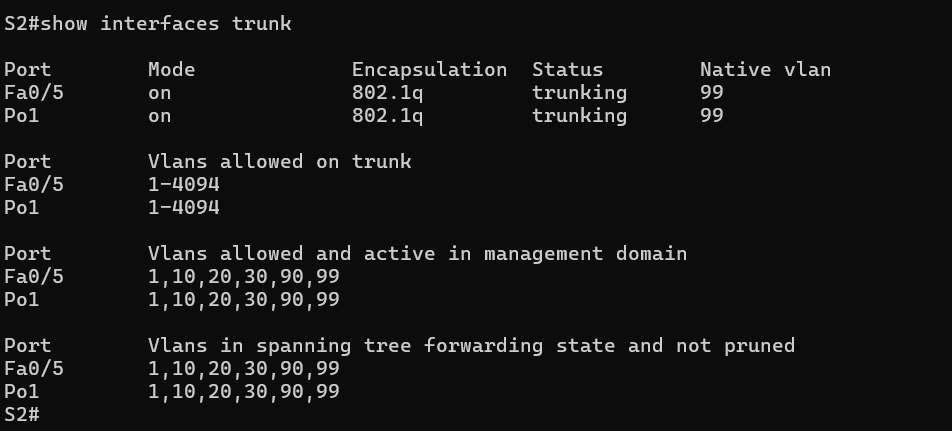 S2#show interfaces trunk
Port        Mode             Encapsulation  Status        Native vlan
Fa0/5       on               802.1q         trunking      99
Po1         on               802.1q         trunking      99
Port        Vlans allowed on trunk
Fa0/5       1-4094
Po1         1-4094
Port        Vlans allowed and active in management domain
Fa0/5       1,10,20,30,90,99
Po1         1,10,20,30,90,99
Port        Vlans in spanning tree forwarding state and not pruned
Fa0/5       1,10,20,30,90,99
Po1         1,10,20,30,90,99
S2#